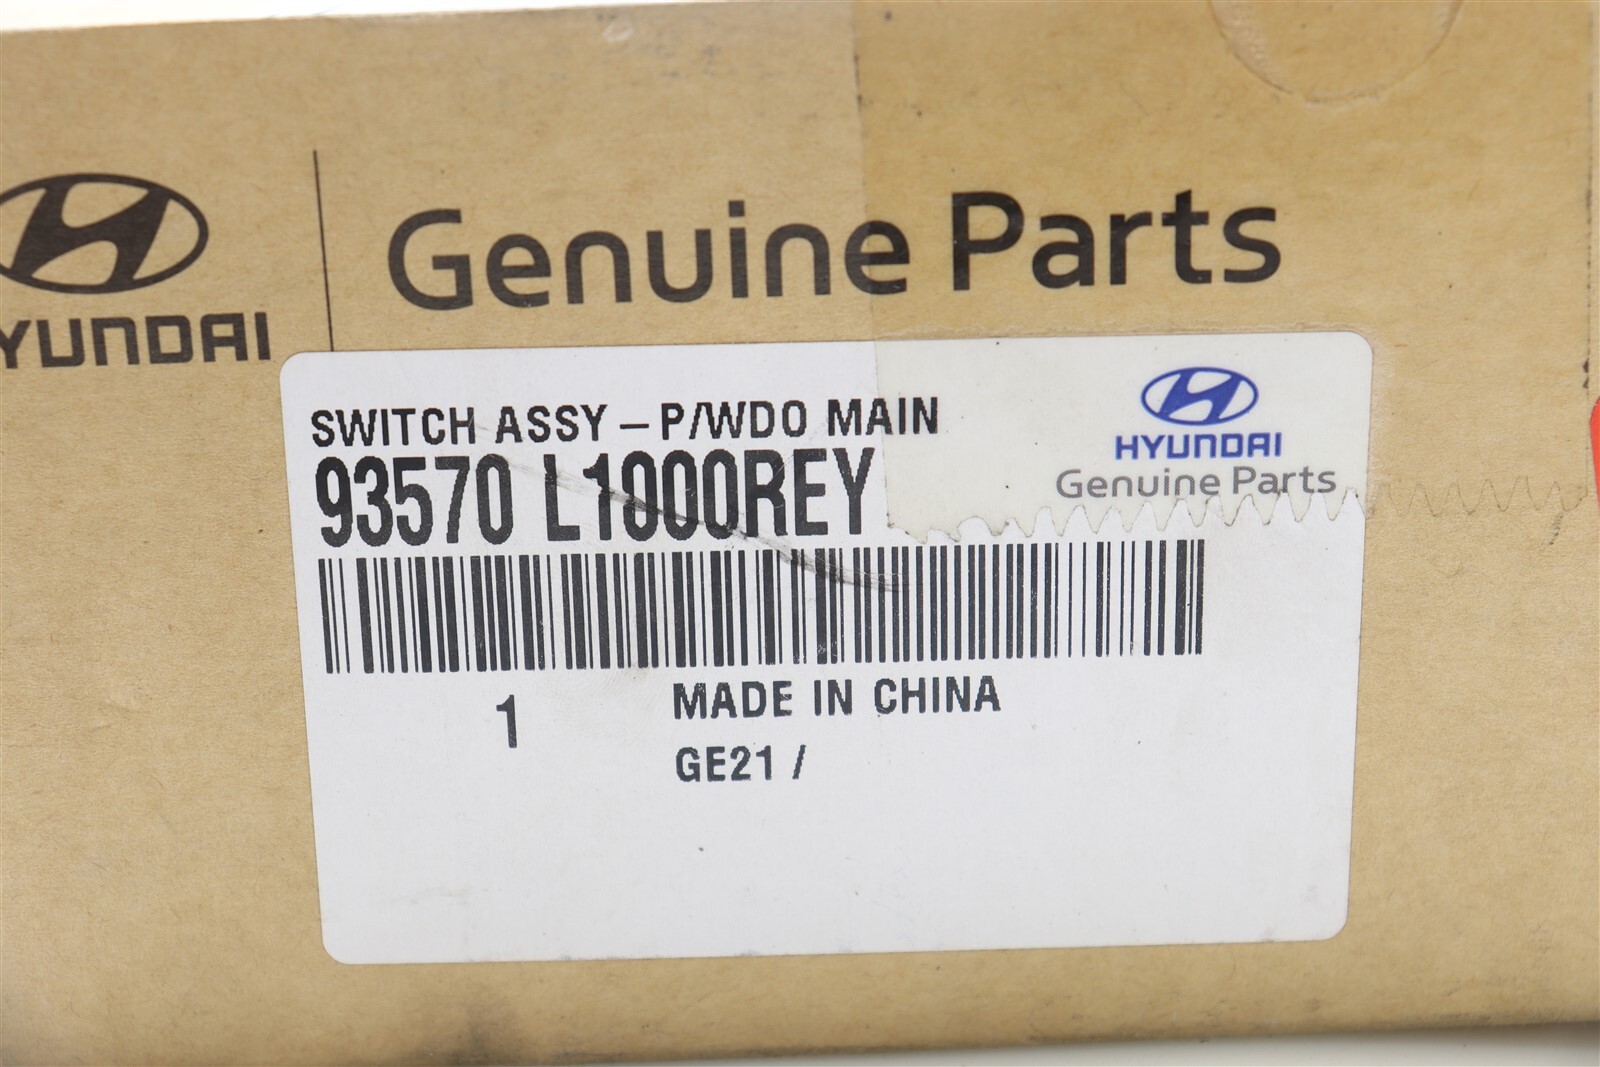 HYUNDAI
Genuine Parts
SWITCH ASSY – P/WDO MAIN
93570 L1000REY
HYUNDAI
Genuine Parts
1
MADE IN CHINA
GE21 /